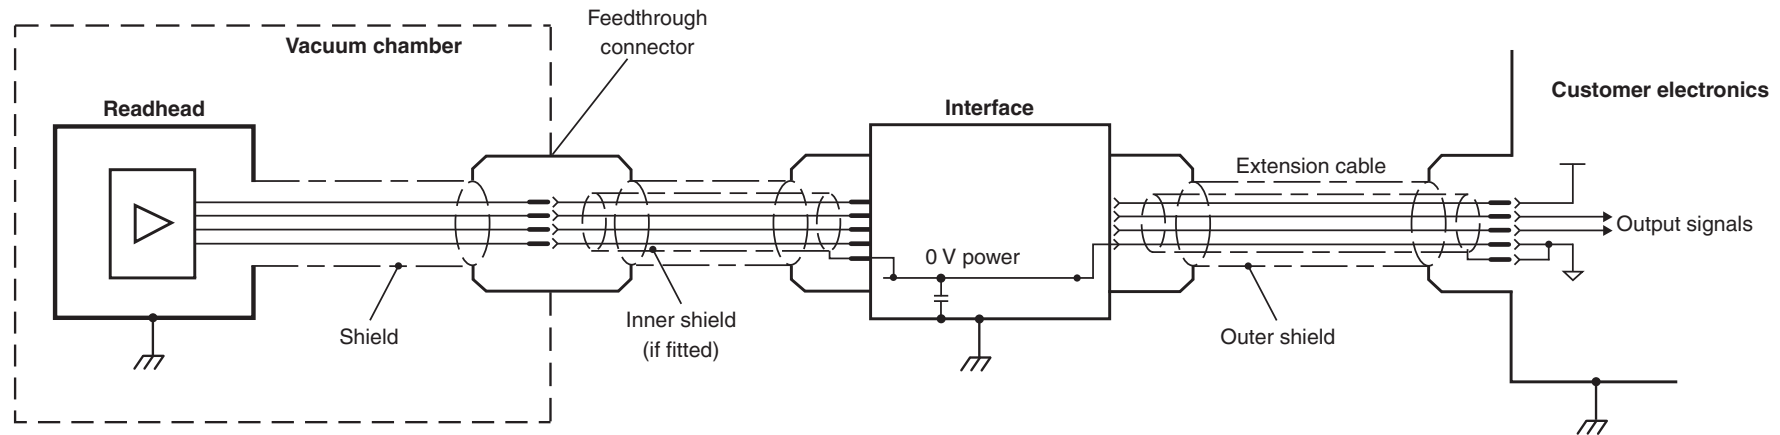 Feedthrough
connector
Vacuum chamber
Readhead
Interface
Customer electronics
Extension cable
Output signals
0 V power
Shield
Inner shield
(if fitted)
Outer shield